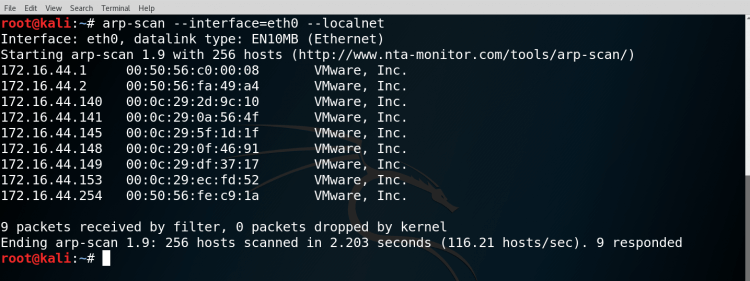 File Edit View Search Terminal Help
root@kali:~# arp-scan --interface=eth0 --localnet
Interface: eth0, datalink type: EN10MB (Ethernet)
Starting arp-scan 1.9 with 256 hosts (http://www.nta-monitor.com/tools/arp-scan/)
172.16.44.1 00:50:56:c0:00:08 VMware, Inc.
172.16.44.2 00:50:56:fa:49:a4 VMware, Inc.
172.16.44.140 00:0c:29:2d:9c:10 VMware, Inc.
172.16.44.141 00:0c:29:0a:56:4f VMware, Inc.
172.16.44.145 00:0c:29:5f:1d:1f VMware, Inc.
172.16.44.148 00:0c:29:0f:46:91 VMware, Inc.
172.16.44.149 00:0c:29:df:37:17 VMware, Inc.
172.16.44.153 00:0c:29:ec:fd:52 VMware, Inc.
172.16.44.254 00:50:56:fe:c9:1a VMware, Inc.
9 packets received by filter, 0 packets dropped by kernel
Ending arp-scan 1.9: 256 hosts scanned in 2.203 seconds (116.21 hosts/sec). 9 responded
root@kali:~#